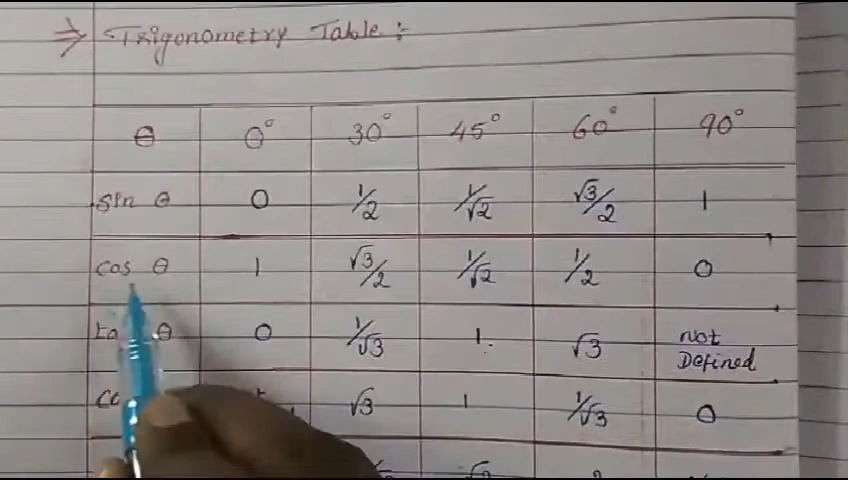 ⇒ Trigonometry Table :-
θ 0° 30° 45° 60° 90°
sin θ 0 1/2 1/√2 √3/2 1
cos θ 1 √3/2 1/√2 1/2 0
θ 0 1/√3 1 √3 not Defined
√3 1 1/√3 0